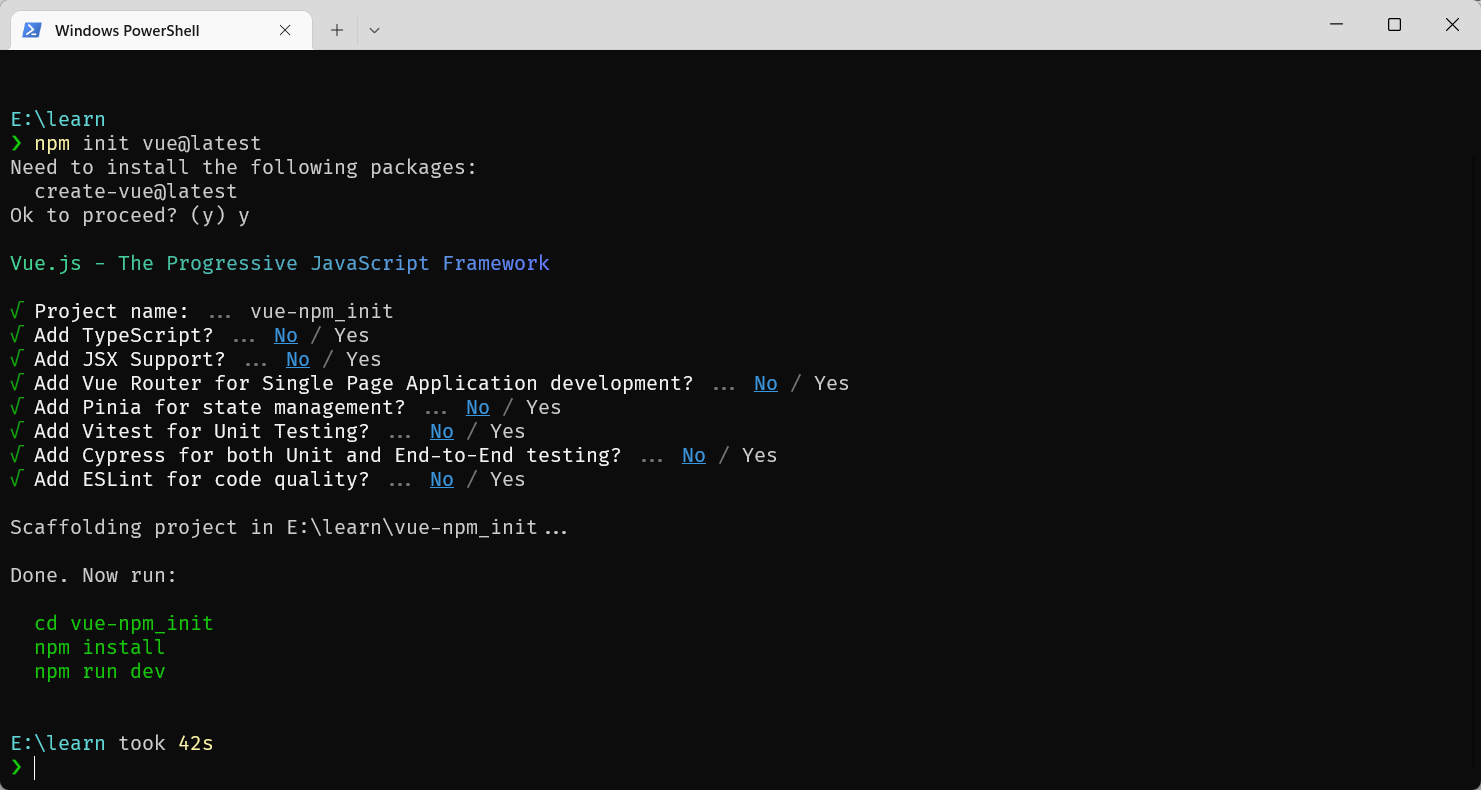 Windows PowerShell
E:\learn
❯ npm init vue@latest
Need to install the following packages:
  create-vue@latest
Ok to proceed? (y) y
Vue.js - The Progressive JavaScript Framework
√ Project name: ... vue-npm_init
√ Add TypeScript? ... No / Yes
√ Add JSX Support? ... No / Yes
√ Add Vue Router for Single Page Application development? ... No / Yes
√ Add Pinia for state management? ... No / Yes
√ Add Vitest for Unit Testing? ... No / Yes
√ Add Cypress for both Unit and End-to-End testing? ... No / Yes
√ Add ESLint for code quality? ... No / Yes
Scaffolding project in E:\learn\vue-npm_init...
Done. Now run:
  cd vue-npm_init
  npm install
  npm run dev
E:\learn took 42s
❯